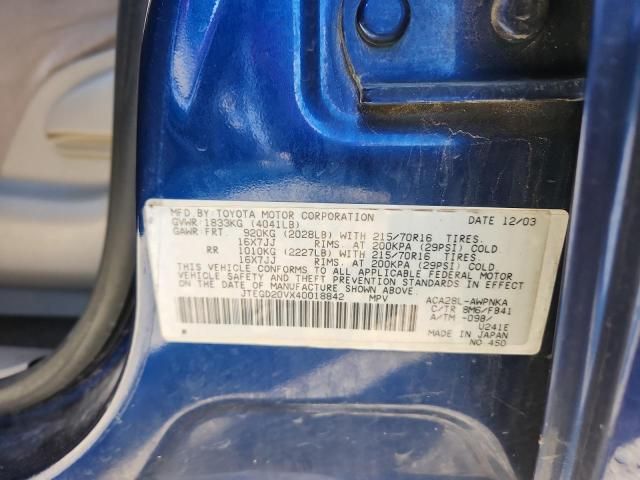 MFD. BY: TOYOTA MOTOR CORPORATION DATE 12/03
GVWR: 1833KG (4041LB)
GAWR: FRT. 920KG (2028LB) WITH 215/70R16 TIRES.
16X7JJ RIMS. AT 200KPA (29PSI) COLD
RR 1010KG (2227LB) WITH 215/70R16 TIRES.
16X7JJ RIMS. AT 200KPA (29PSI) COLD
THIS VEHICLE CONFORMS TO ALL APPLICABLE FEDERAL MOTOR
VEHICLE SAFETY AND THEFT PREVENTION STANDARDS IN EFFECT
ON THE DATE OF MANUFACTURE SHOWN ABOVE.
JTEGD20VX40018842 MPV ACA28L-AWPNKA
C/TR 8M6/FB41
A/TM -09B/
U241E
MADE IN JAPAN
NO 450